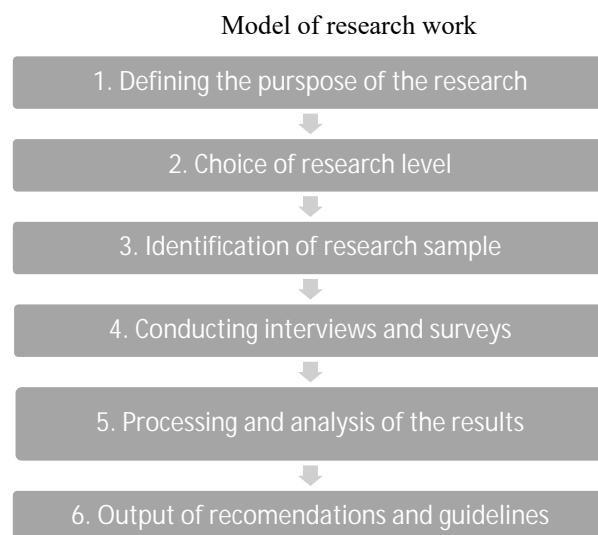 Model of research work
1. Defining the purspose of the research
2. Choice of research level
3. Identification of research sample
4. Conducting interviews and surveys
5. Processing and analysis of the results
6. Output of recomendations and guidelines